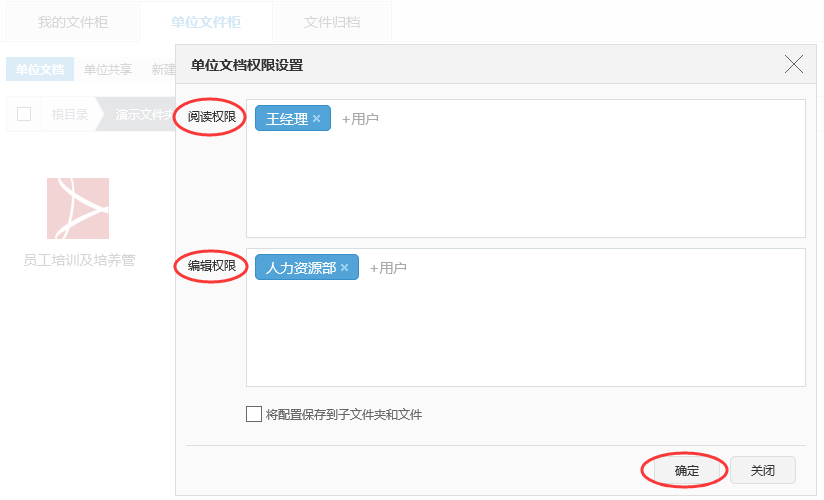 我的文件柜 单位文件柜 文件归档
单位文档权限设置
单位文档 单位共享 新建
阅读权限 王经理 × +用户
根目录 演示文件夹
员工培训及培养管
编辑权限 人力资源部 × +用户
将配置保存到子文件夹和文件
确定 关闭